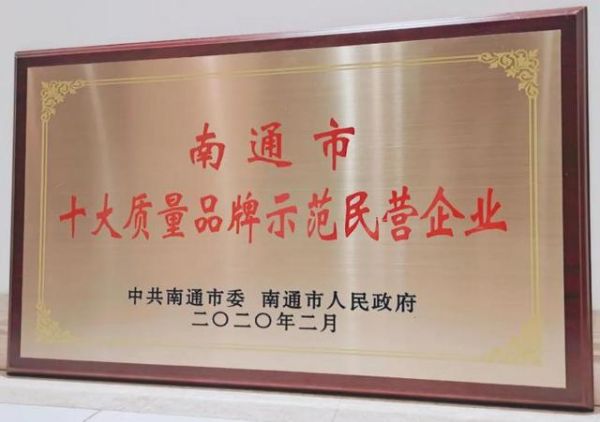 南通市
十大质量品牌示范民营企业
中共南通市委 南通市人民政府
二〇二〇年二月